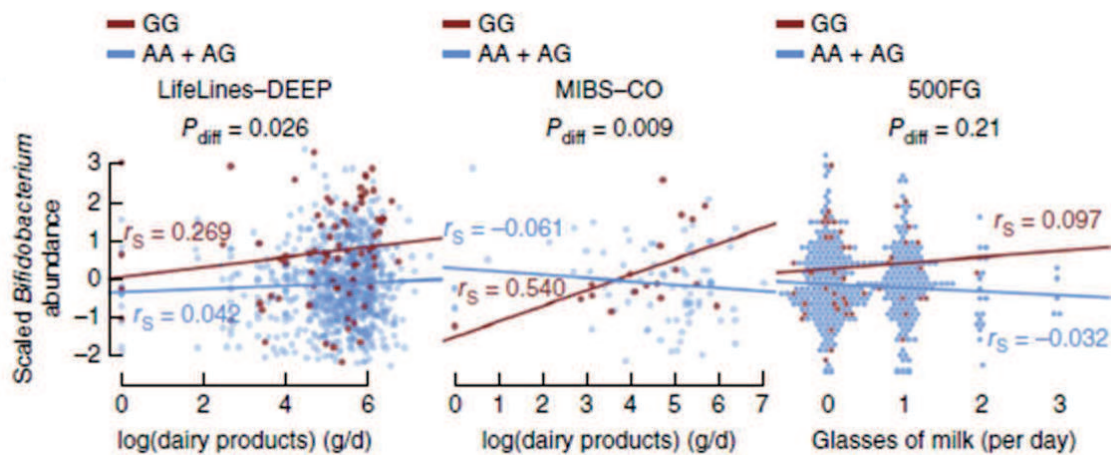 GG
AA + AG
LifeLines–DEEP
Pdiff = 0.026
GG
AA + AG
MIBS–CO
Pdiff = 0.009
GG
AA + AG
500FG
Pdiff = 0.21
Scaled Bifidobacterium
abundance
3
2
1
0
–1
–2
rS = 0.269
rS = 0.042
rS = –0.061
rS = 0.540
rS = 0.097
rS = –0.032
0 2 4 6
0 1 2 3 4 5 6 7
0 1 2 3
log(dairy products) (g/d)
log(dairy products) (g/d)
Glasses of milk (per day)